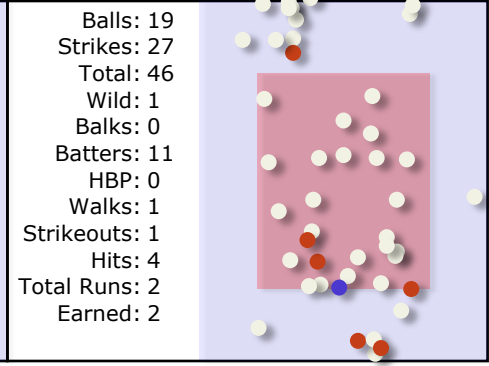 Balls: 19
Strikes: 27
Total: 46
Wild: 1
Balks: 0
Batters: 11
HBP: 0
Walks: 1
Strikeouts: 1
Hits: 4
Total Runs: 2
Earned: 2